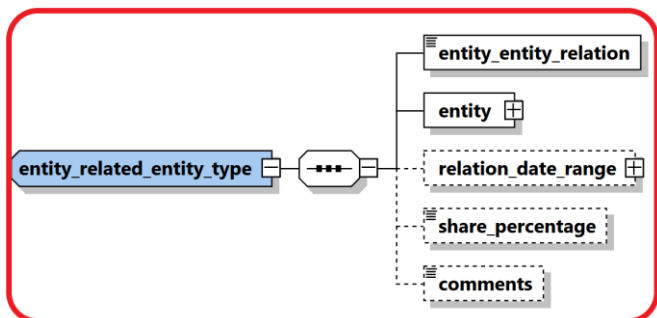 entity_entity_relation
entity
entity_related_entity_type
relation_date_range
share_percentage
comments